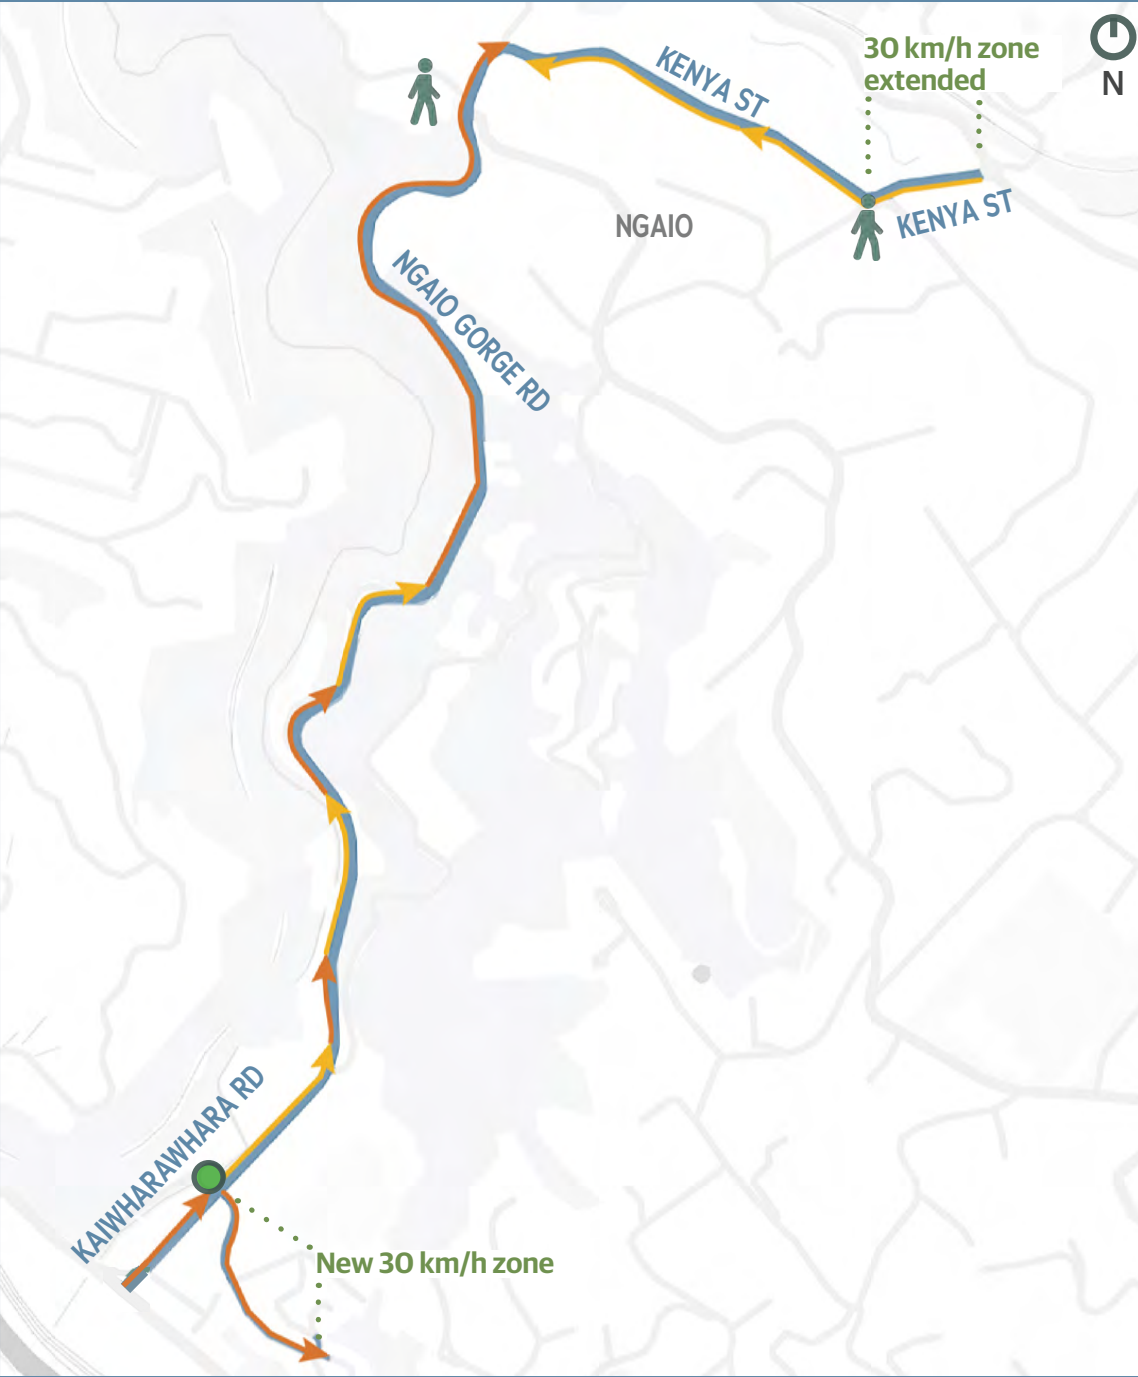 30 km/h zone
extended
N
KENYA ST
KENYA ST
NGAIO
NGAIO GORGE RD
KAIWHARAWHARA RD
New 30 km/h zone